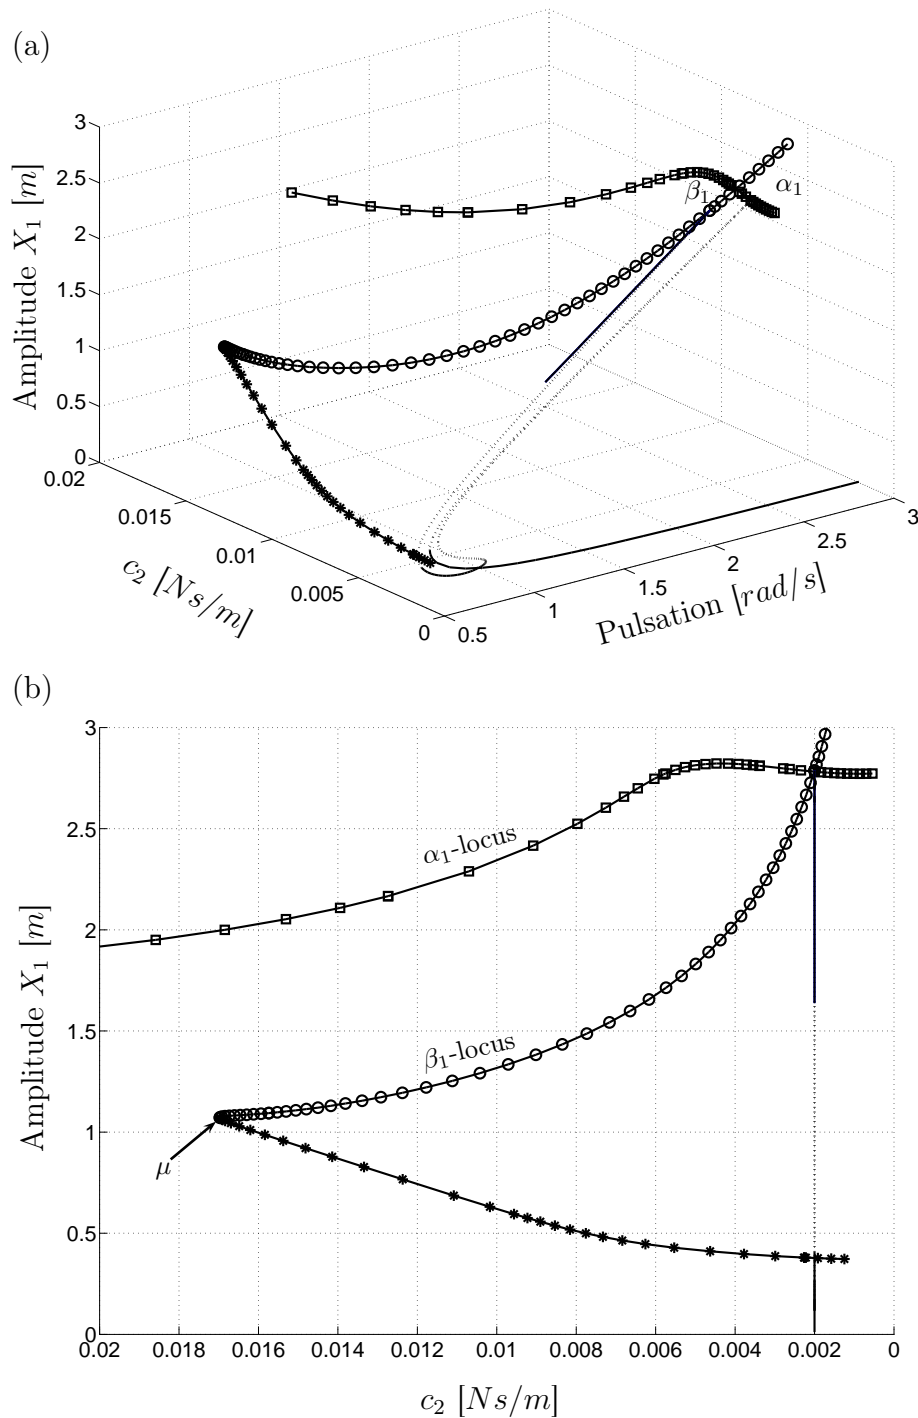 (a)
3
2.5
2
1.5
1
0.5
0
Amplitude X₁ [m]
β₁
α₁
0.02
0.015
0.01
0.005
0
c₂ [Ns/m]
0.5
1
1.5
2
2.5
3
Pulsation [rad/s]
(b)
3
2.5
2
1.5
1
0.5
0
Amplitude X₁ [m]
α₁-locus
β₁-locus
μ
0.02 0.018 0.016 0.014 0.012 0.01 0.008 0.006 0.004 0.002 0
c₂ [Ns/m]